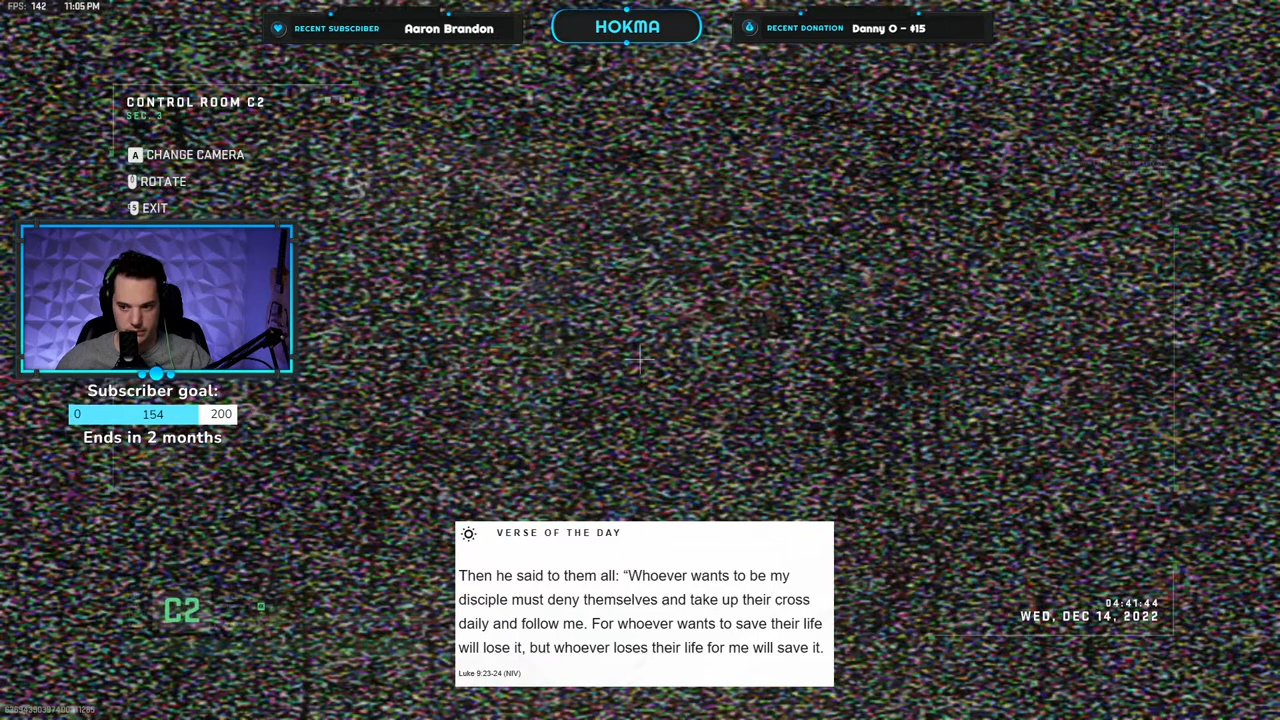 FPS: 142 11:05 PM
RECENT SUBSCRIBER Aaron Brandon
HOKMA
RECENT DONATION Danny O - $15
CONTROL ROOM C2
SEC. 3
A CHANGE CAMERA
ROTATE
EXIT
Subscriber goal:
0 154 200
Ends in 2 months
VERSE OF THE DAY
Then he said to them all: “Whoever wants to be my
disciple must deny themselves and take up their cross
daily and follow me. For whoever wants to save their life
will lose it, but whoever loses their life for me will save it.
Luke 9:23-24 (NIV)
C2
04:41:44
WED, DEC 14, 2022